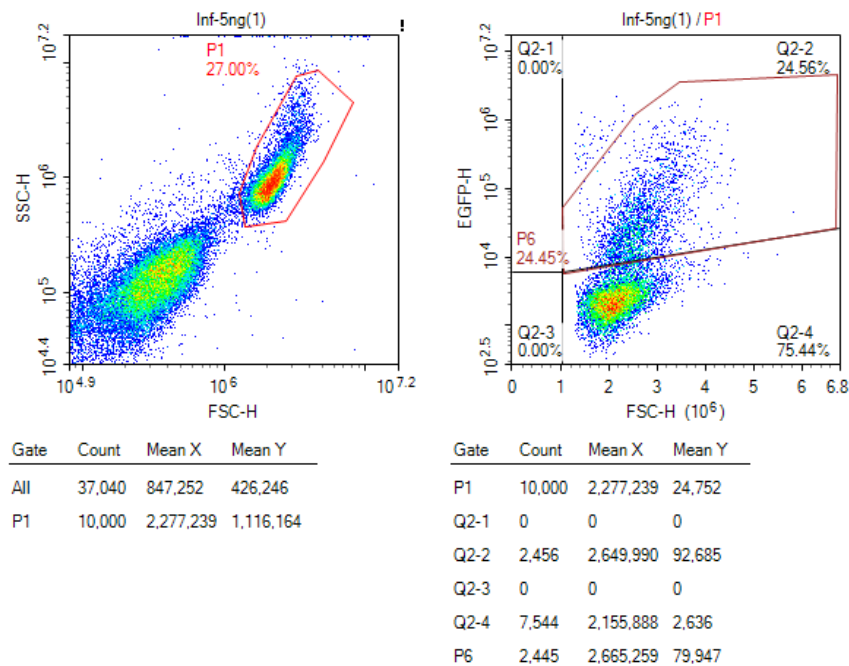 Inf-5ng(1)
!
P1
27.00%
SSC-H
10^7.2
10^6
10^5
10^4.4
10^4.9
10^6
10^7.2
FSC-H
Gate Count Mean X Mean Y
All 37,040 847,252 426,246
P1 10,000 2,277,239 1,116,164
Inf-5ng(1) / P1
Q2-1
0.00%
Q2-2
24.56%
EGFP-H
10^7.2
10^6
10^5
10^4
10^2.5
P6
24.45%
Q2-3
0.00%
Q2-4
75.44%
0 1 2 3 4 5 6 6.8
FSC-H (10^6)
Gate Count Mean X Mean Y
P1 10,000 2,277,239 24,752
Q2-1 0 0 0
Q2-2 2,456 2,649,990 92,685
Q2-3 0 0 0
Q2-4 7,544 2,155,888 2,636
P6 2,445 2,665,259 79,947